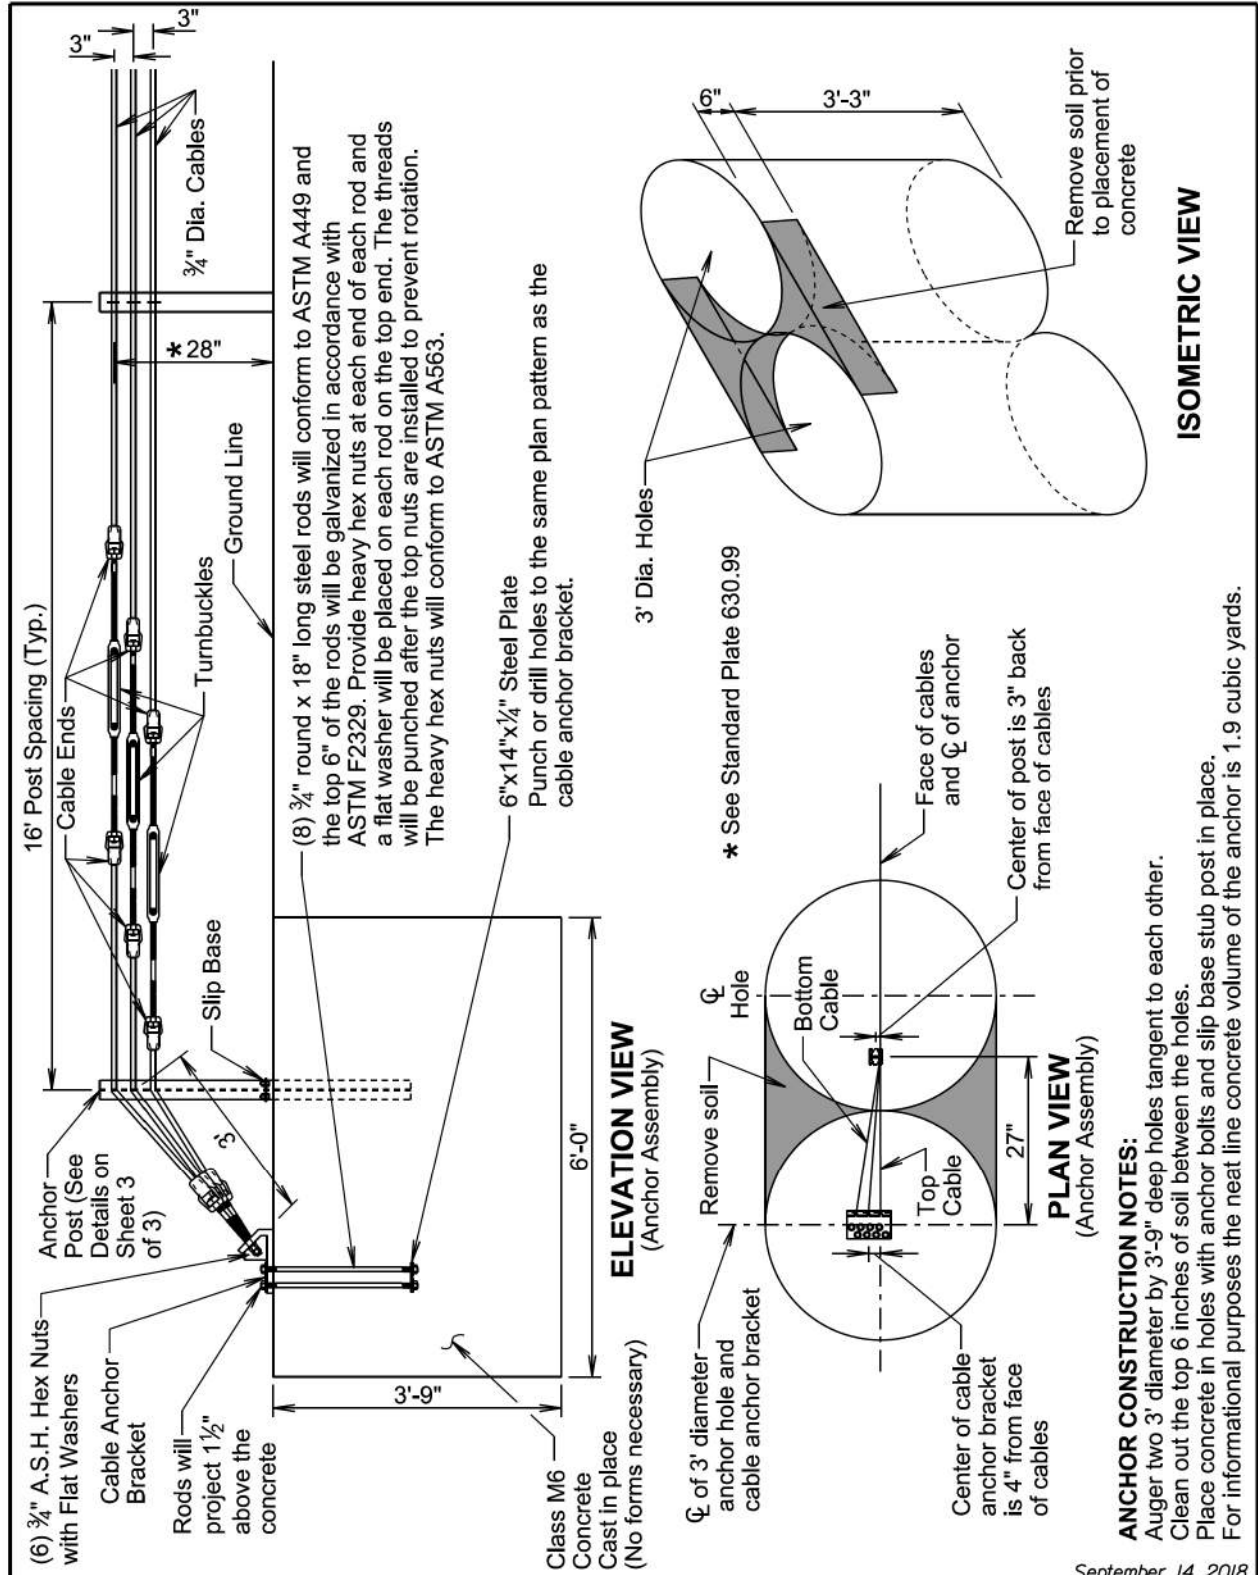 16' Post Spacing (Typ.)
3"
3"
(6) ¾" A.S.H. Hex Nuts
with Flat Washers
Anchor
Post (See
Details on
Sheet 3
of 3)
Cable Ends
Turnbuckles
¾" Dia. Cables
*28"
Cable Anchor
Bracket
Slip Base
Ground Line
3'
Rods will
project 1½"
above the
concrete
3'-9"
6'-0"
Class M6
Concrete
Cast in place
(No forms necessary)
ELEVATION VIEW
(Anchor Assembly)
(8) ¾" round x 18" long steel rods will conform to ASTM A449 and
the top 6" of the rods will be galvanized in accordance with
ASTM F2329. Provide heavy hex nuts at each end of each rod and
a flat washer will be placed on each rod on the top end. The threads
will be punched after the top nuts are installed to prevent rotation.
The heavy hex nuts will conform to ASTM A563.
6"x14"x¼" Steel Plate
Punch or drill holes to the same plan pattern as the
cable anchor bracket.
* See Standard Plate 630.99
3' Dia. Holes
6"
3'-3"
Remove soil prior
to placement of
concrete
ISOMETRIC VIEW
℄ of 3' diameter
anchor hole and
cable anchor bracket
Remove soil
℄
Hole
Bottom
Cable
Top
Cable
Face of cables
and ℄ of anchor
Center of post is 3" back
from face of cables
Center of cable
anchor bracket
is 4" from face
of cables
27"
PLAN VIEW
(Anchor Assembly)
ANCHOR CONSTRUCTION NOTES:
Auger two 3' diameter by 3'-9" deep holes tangent to each other.
Clean out the top 6 inches of soil between the holes.
Place concrete in holes with anchor bolts and slip base stub post in place.
For informational purposes the neat line concrete volume of the anchor is 1.9 cubic yards.
September 14, 2018